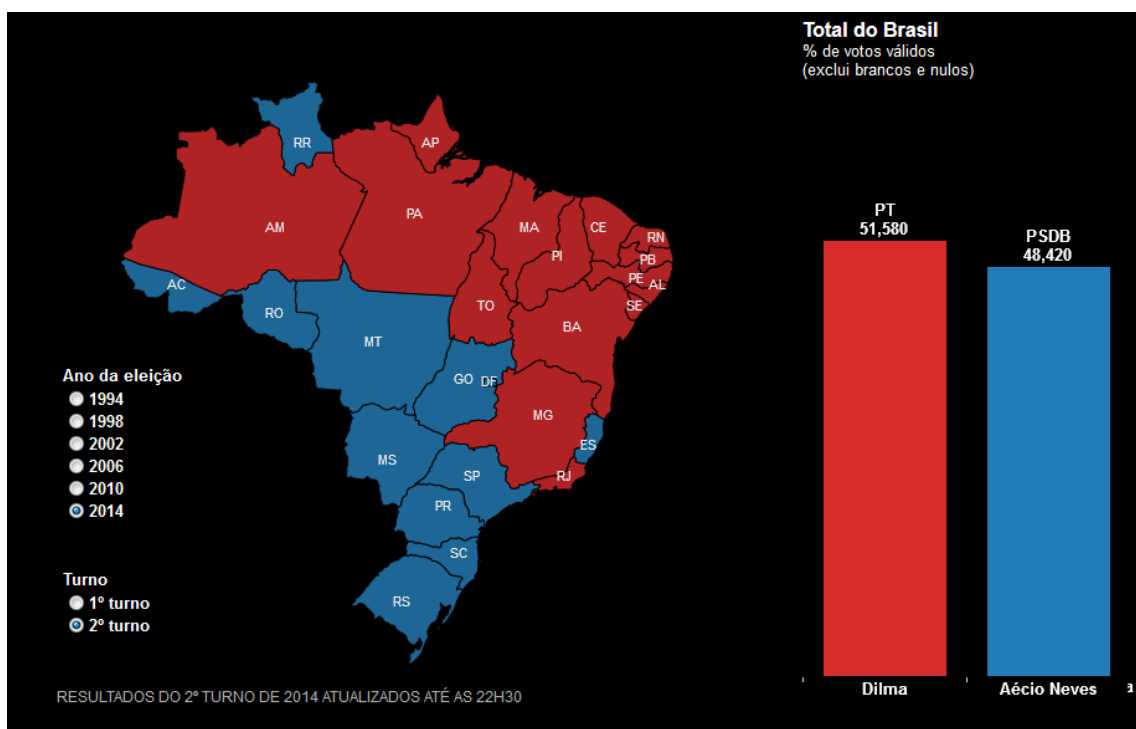 Total do Brasil
% de votos válidos
(exclui brancos e nulos)
RR
AP
AM
PA
MA
CE
RN
PI
PB
PE
AL
AC
TO
SE
RO
BA
MT
GO
DF
MG
ES
MS
SP
RJ
PR
SC
RS
Ano da eleição
1994
1998
2002
2006
2010
2014
Turno
1º turno
2º turno
RESULTADOS DO 2º TURNO DE 2014 ATUALIZADOS ATÉ AS 22H30
PT
51,580
PSDB
48,420
Dilma
Aécio Neves
a